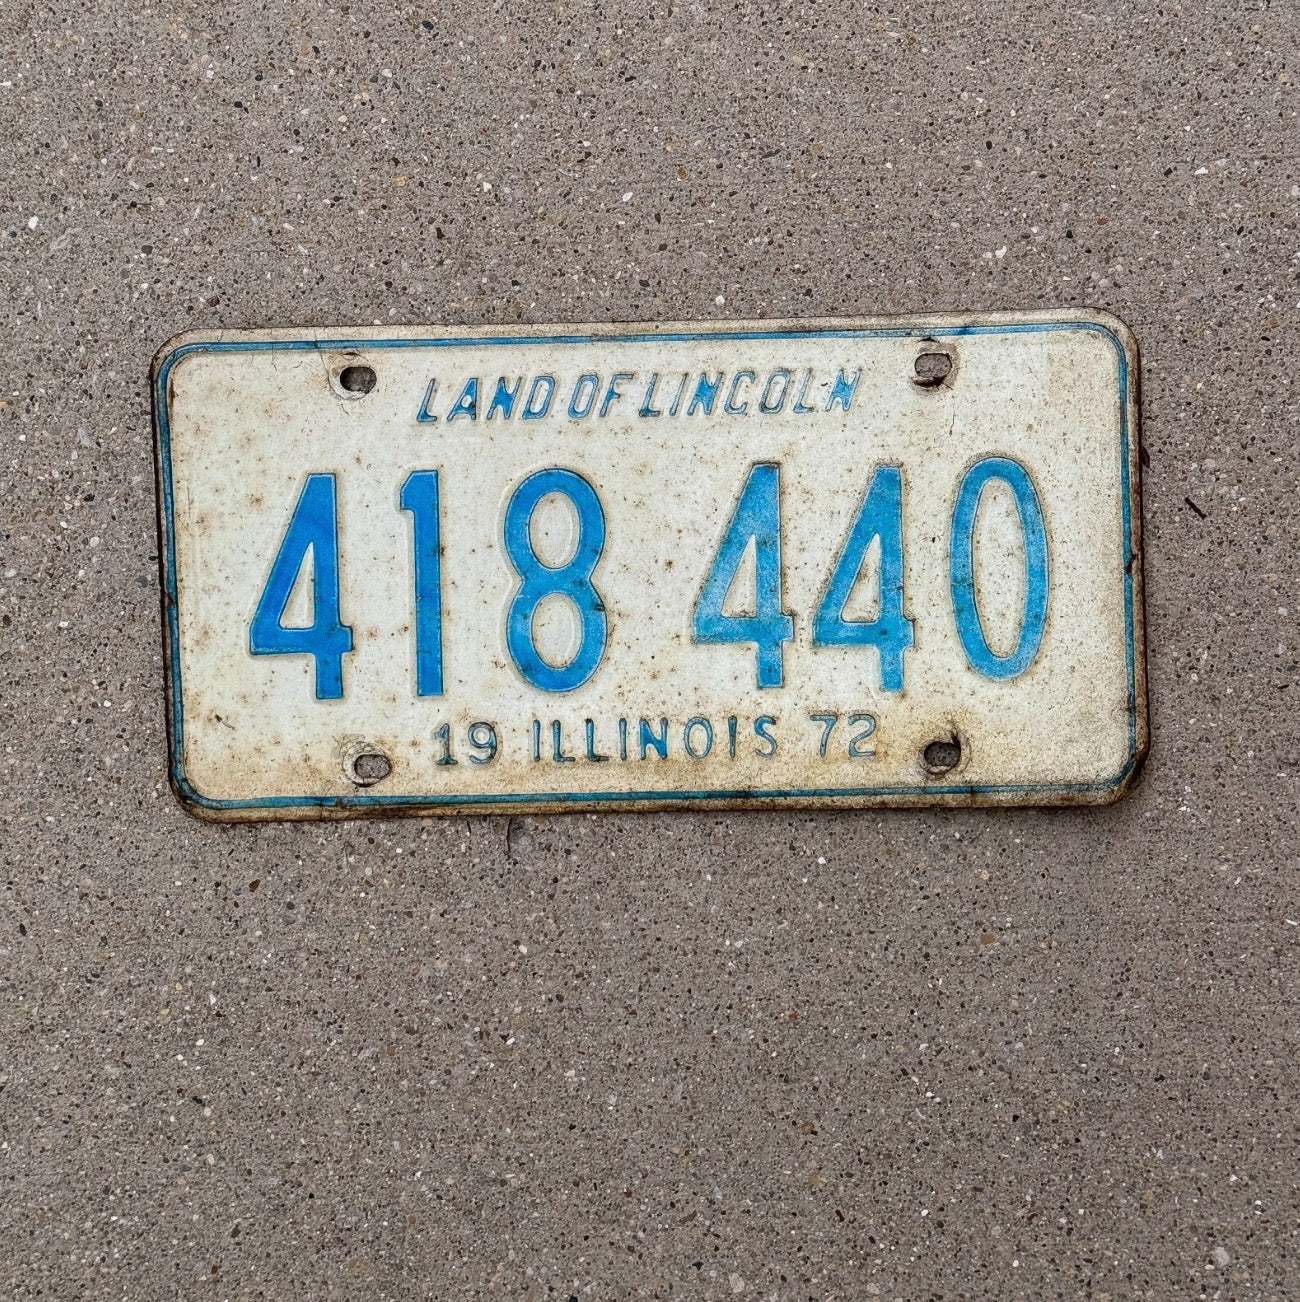 LAND OF LINCOLN
418 440
19 ILLINOIS 72